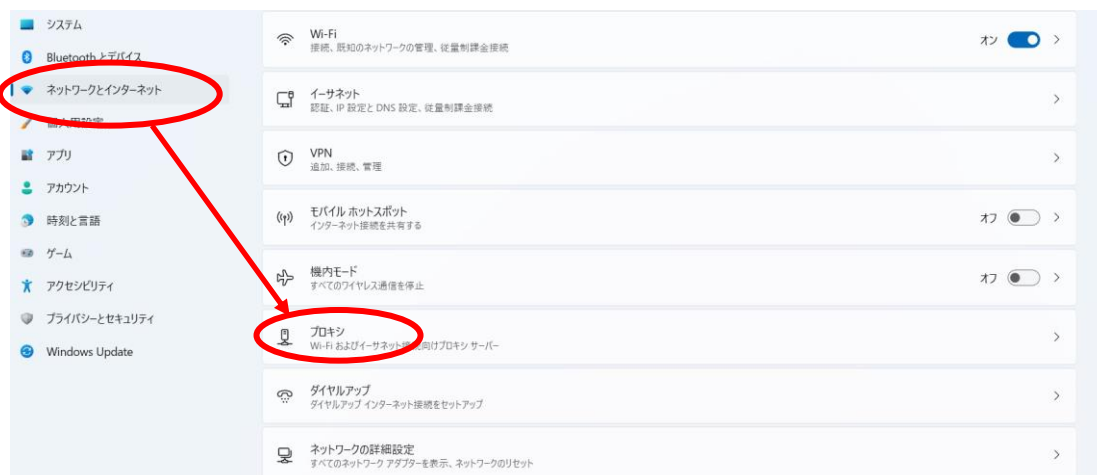 システム
Bluetooth とデバイス
ネットワークとインターネット
個人用設定
アプリ
アカウント
時刻と言語
ゲーム
アクセシビリティ
プライバシーとセキュリティ
Windows Update
Wi-Fi
接続、既知のネットワークの管理、従量制課金接続
オン
イーサネット
認証、IP 設定と DNS 設定、従量制課金接続
VPN
追加、接続、管理
モバイル ホットスポット
インターネット接続を共有する
オフ
機内モード
すべてのワイヤレス通信を停止
オフ
プロキシ
Wi-Fi およびイーサネット接続向けプロキシ サーバー
ダイヤルアップ
ダイヤルアップ インターネット接続をセットアップ
ネットワークの詳細設定
すべてのネットワーク アダプターを表示、ネットワークのリセット